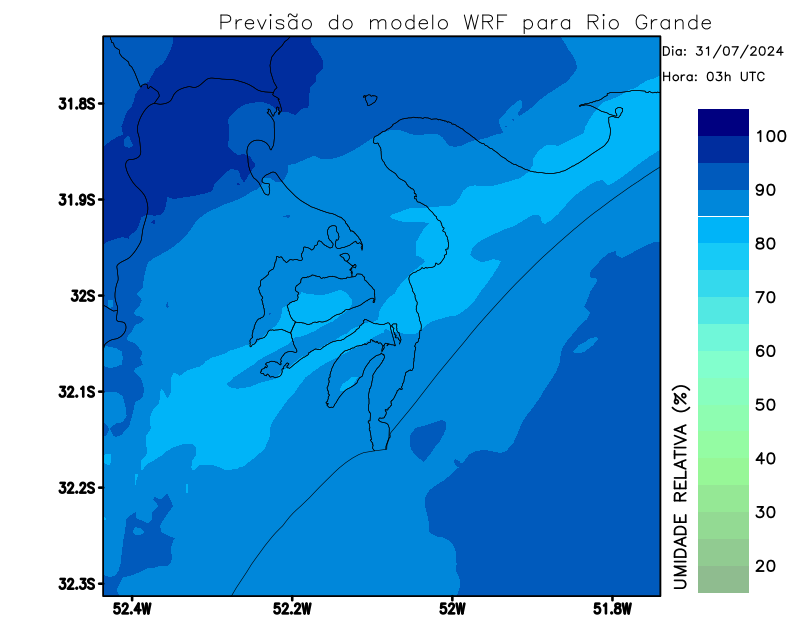 Previsão do modelo WRF para Rio Grande
Dia: 31/07/2024
Hora: 03h UTC
31.8S
31.9S
32S
32.1S
32.2S
32.3S
52.4W
52.2W
52W
51.8W
100
90
80
70
60
50
40
30
20
UMIDADE RELATIVA (%)